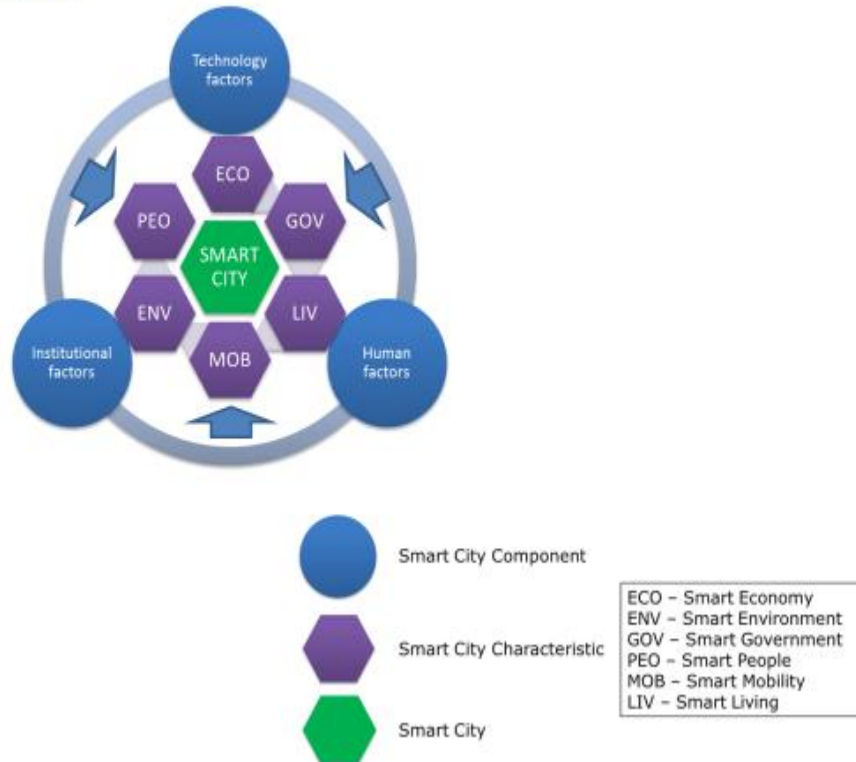 Technology
factors
ECO
PEO
GOV
SMART
CITY
ENV
LIV
MOB
Institutional
factors
Human
factors
Smart City Component
Smart City Characteristic
Smart City
ECO – Smart Economy
ENV – Smart Environment
GOV – Smart Government
PEO – Smart People
MOB – Smart Mobility
LIV – Smart Living